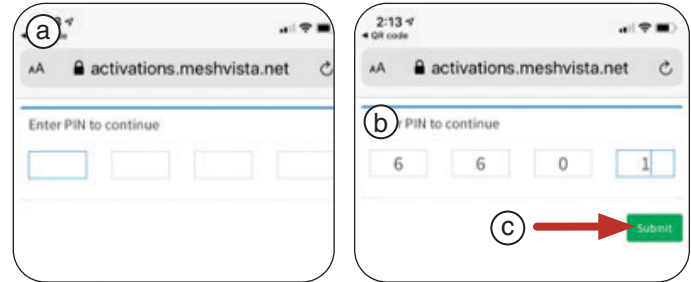 a
AA activations.meshvista.net
Enter PIN to continue
2:13
QR code
AA activations.meshvista.net
b
PIN to continue
6 6 0 1
c
Submit